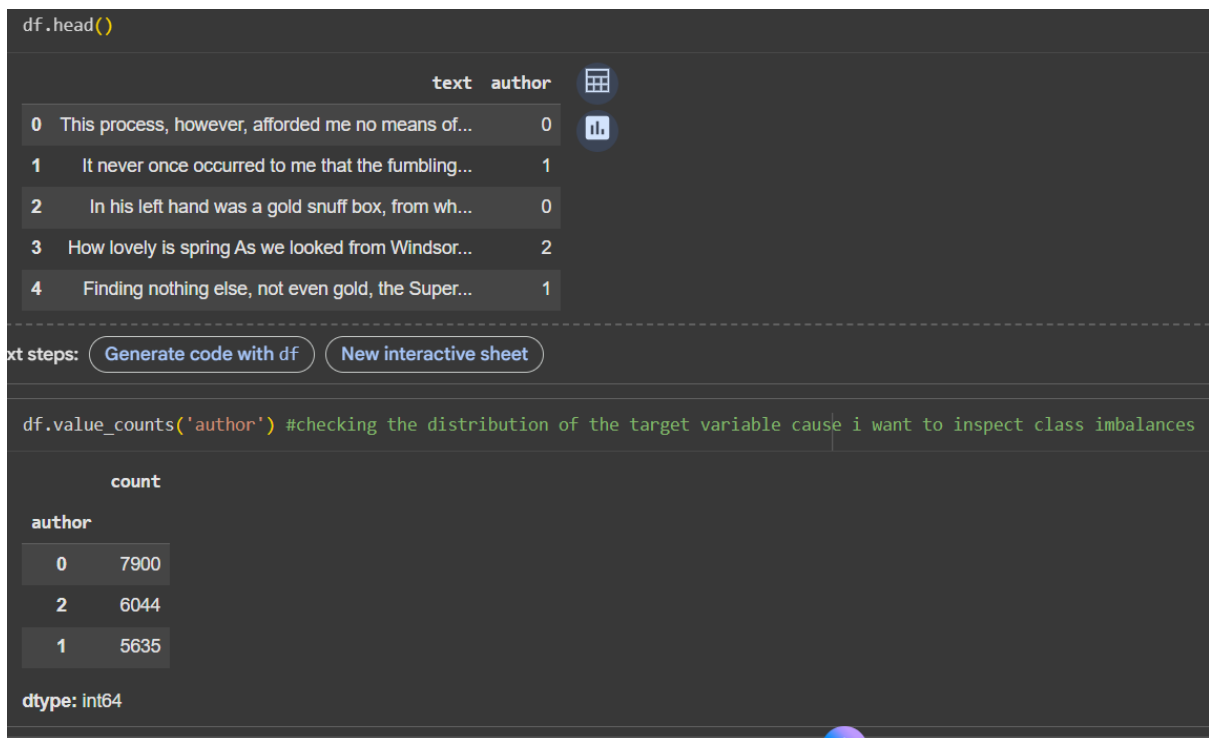 df.head()
text author
0 This process, however, afforded me no means of... 0
1 It never once occurred to me that the fumbling... 1
2 In his left hand was a gold snuff box, from wh... 0
3 How lovely is spring As we looked from Windsor... 2
4 Finding nothing else, not even gold, the Super... 1
xt steps: Generate code with df New interactive sheet
df.value_counts('author') #checking the distribution of the target variable cause i want to inspect class imbalances
count
author
0 7900
2 6044
1 5635
dtype: int64